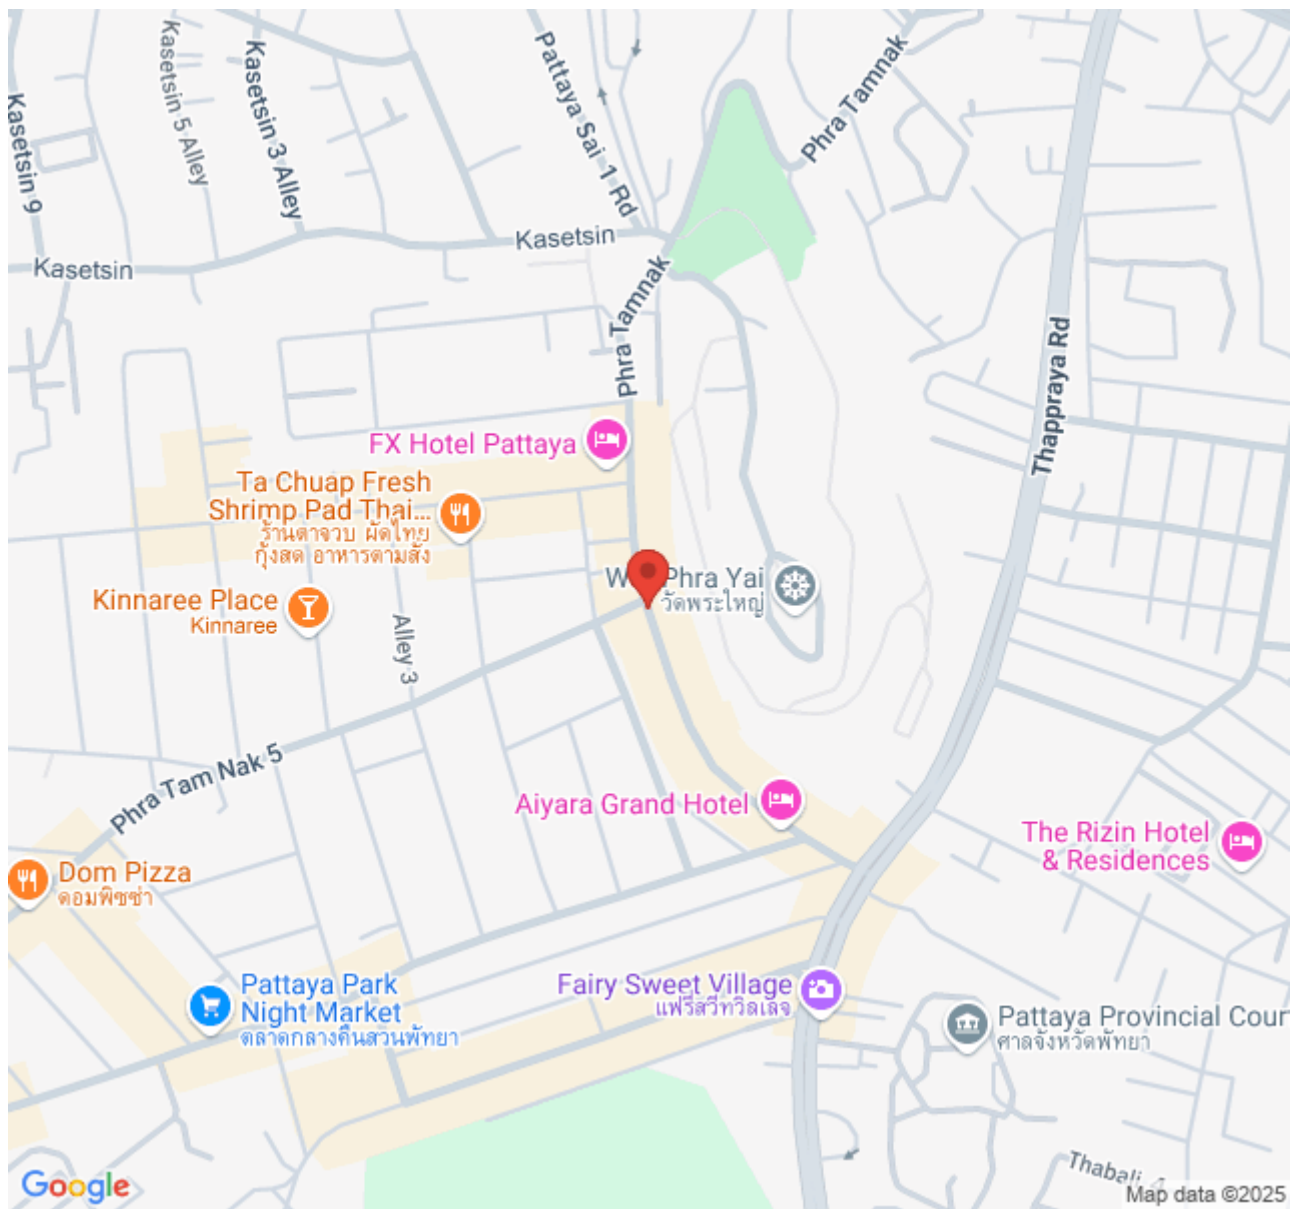 Kasetsin 9
Kasetsin 5 Alley
Kasetsin 3 Alley
Pattaya Sai 1 Rd
Phra Tamnak
Kasetsin
Kasetsin
Phra Tamnak
Thappraya Rd
FX Hotel Pattaya
Ta Chuap Fresh
Shrimp Pad Thai...
ร้านตาจวบ ผัดไทย
กุ้งสด อาหารตามสั่ง
Phra Yai
วัดพระใหญ่
Kinnaree Place
Kinnaree
Alley 3
Phra Tam Nak 5
Aiyara Grand Hotel
The Rizin Hotel
& Residences
Dom Pizza
ดอมพิซซ่า
Pattaya Park
Night Market
ตลาดกลางคืนสวนพัทยา
Fairy Sweet Village
แฟรี่สวีทวิลเลจ
Pattaya Provincial Cour
ศาลจังหวัดพัทยา
Thabali 4
Google
Map data ©2025